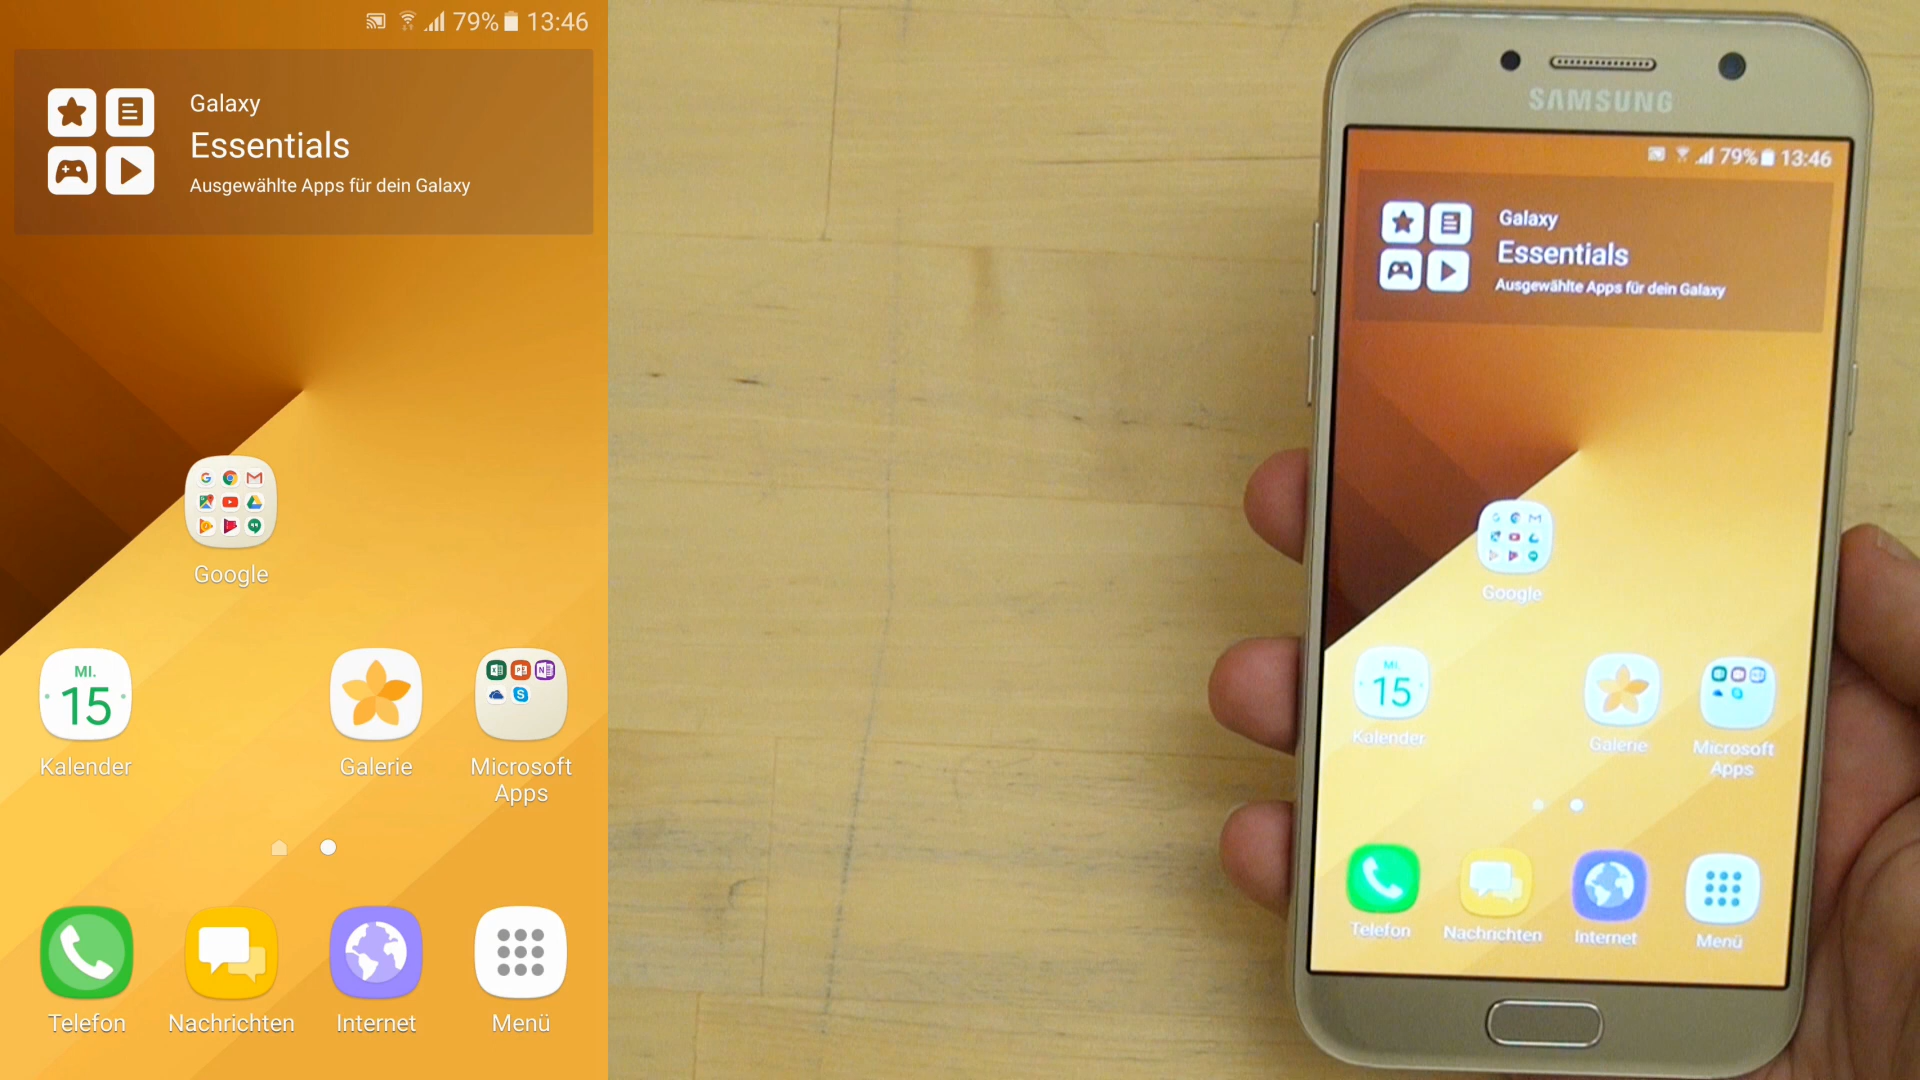 79% 13:46
Galaxy
Essentials
Ausgewählte Apps für dein Galaxy
Google
MI.
15
Kalender
Galerie
Microsoft
Apps
Telefon
Nachrichten
Internet
Menü
SAMSUNG
79% 13:46
Galaxy
Essentials
Ausgewählte Apps für dein Galaxy
Google
MI.
15
Kalender
Galerie
Microsoft
Apps
Telefon
Nachrichten
Internet
Menü